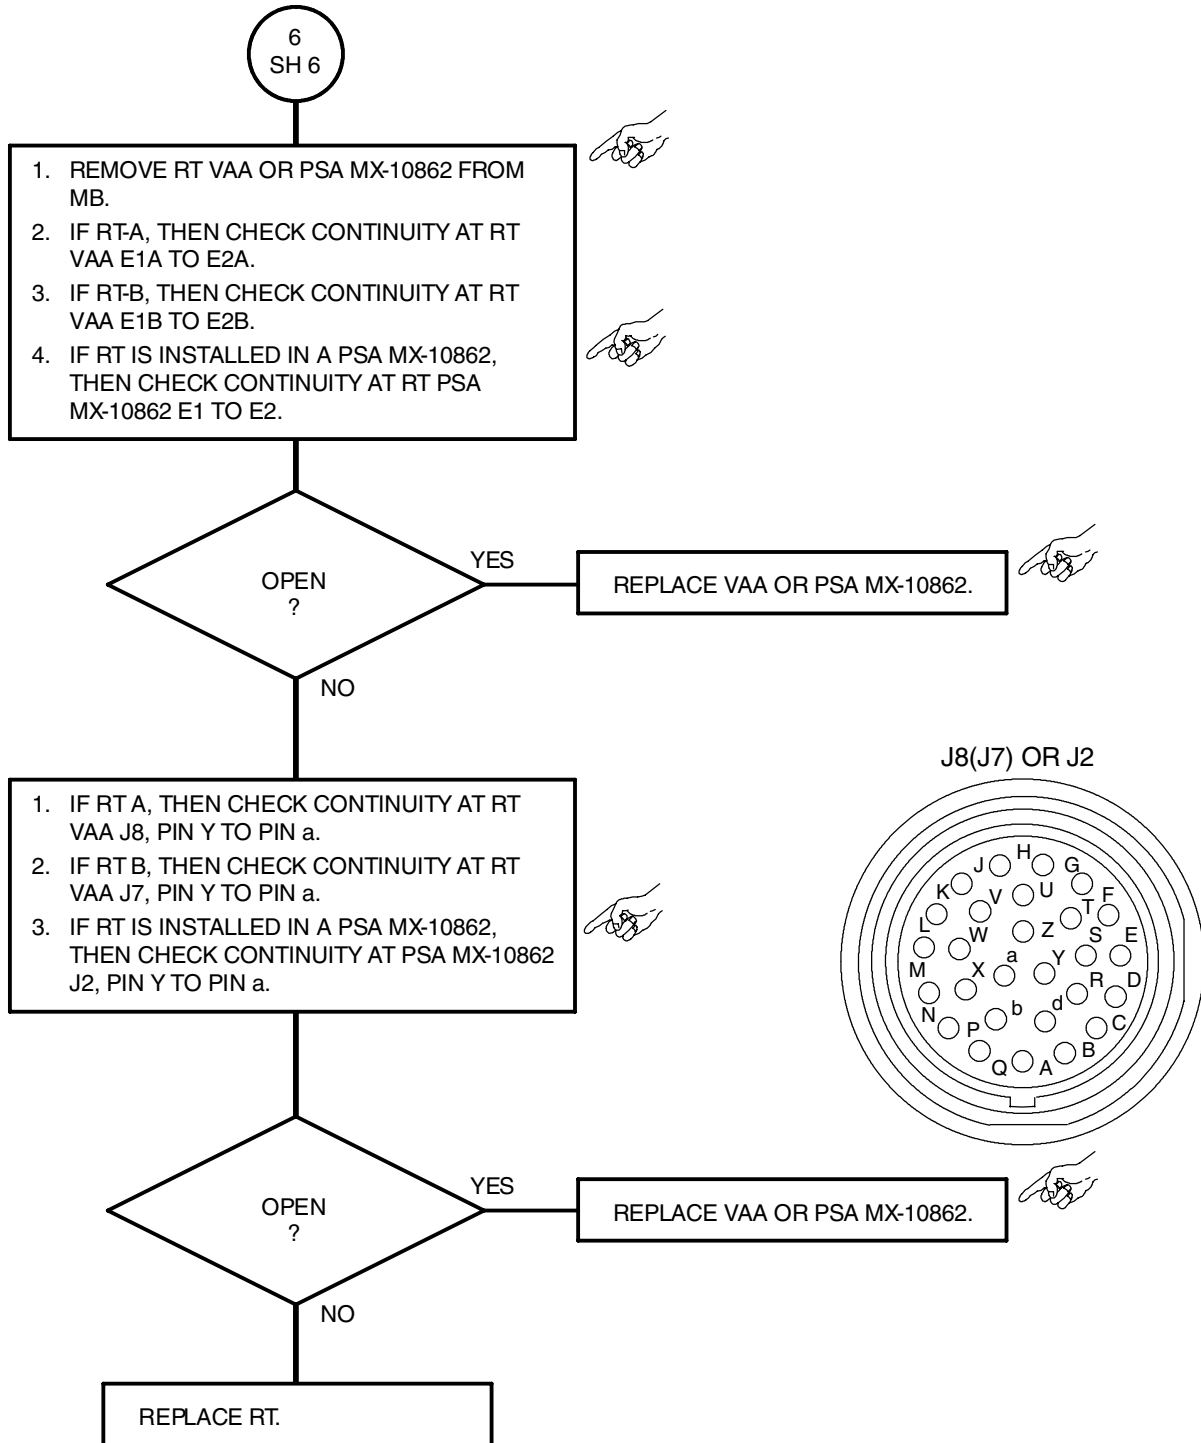 6
SH 6
1. REMOVE RT VAA OR PSA MX-10862 FROM
MB.
2. IF RT-A, THEN CHECK CONTINUITY AT RT
VAA E1A TO E2A.
3. IF RT-B, THEN CHECK CONTINUITY AT RT
VAA E1B TO E2B.
4. IF RT IS INSTALLED IN A PSA MX-10862,
THEN CHECK CONTINUITY AT RT PSA
MX-10862 E1 TO E2.
OPEN
?
YES
REPLACE VAA OR PSA MX-10862.
NO
1. IF RT A, THEN CHECK CONTINUITY AT RT
VAA J8, PIN Y TO PIN a.
2. IF RT B, THEN CHECK CONTINUITY AT RT
VAA J7, PIN Y TO PIN a.
3. IF RT IS INSTALLED IN A PSA MX-10862,
THEN CHECK CONTINUITY AT PSA MX-10862
J2, PIN Y TO PIN a.
J8(J7) OR J2
J H G
K V U T F
L W Z S E
M X a Y R D
N P b d C
Q A B
OPEN
?
YES
REPLACE VAA OR PSA MX-10862.
NO
REPLACE RT.